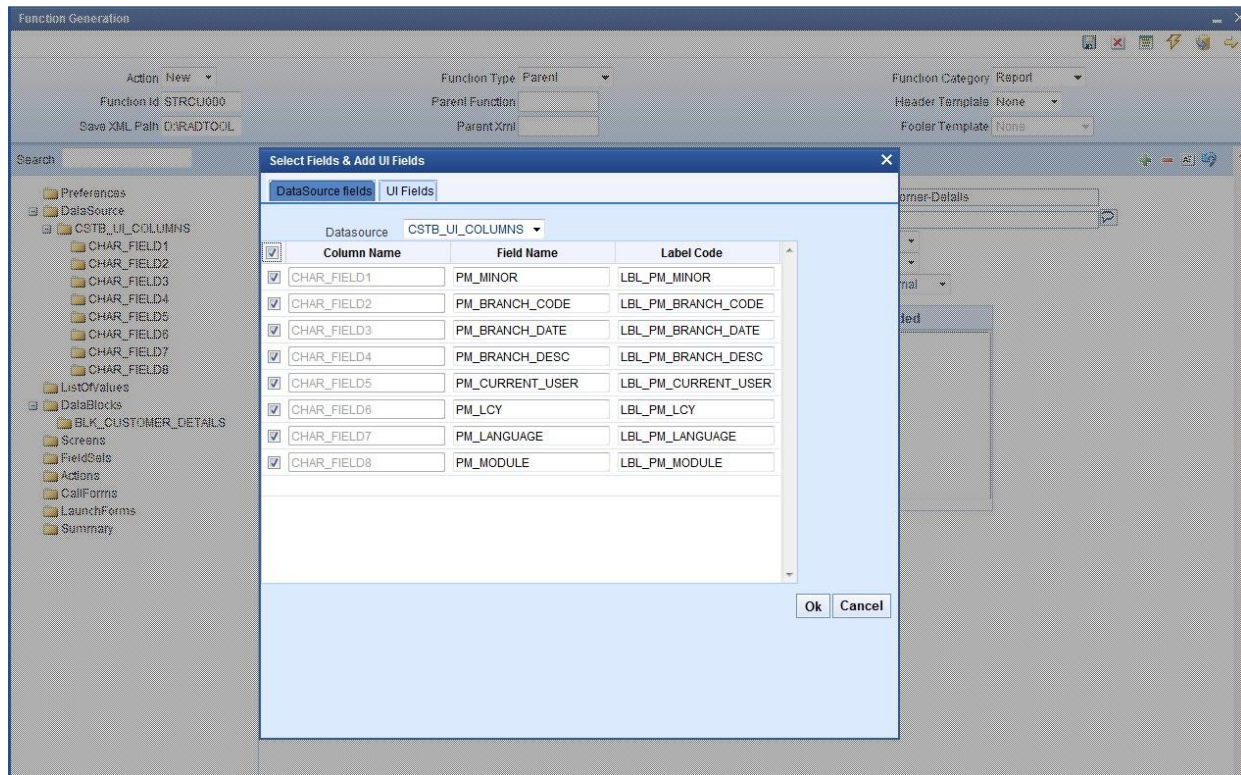 Function Generation
Action New Function Type Parent Function Category Report
Function Id STRCU000 Parent Function Header Template None
Save XML Path D:\RADTOOL Parent Xml Footer Template None
Search
Select Fields & Add UI Fields
DataSource fields UI Fields
Datasource CSTB_UI_COLUMNS
Column Name Field Name Label Code
CHAR_FIELD1 PM_MINOR LBL_PM_MINOR
CHAR_FIELD2 PM_BRANCH_CODE LBL_PM_BRANCH_CODE
CHAR_FIELD3 PM_BRANCH_DATE LBL_PM_BRANCH_DATE
CHAR_FIELD4 PM_BRANCH_DESC LBL_PM_BRANCH_DESC
CHAR_FIELD5 PM_CURRENT_USER LBL_PM_CURRENT_USER
CHAR_FIELD6 PM_LCY LBL_PM_LCY
CHAR_FIELD7 PM_LANGUAGE LBL_PM_LANGUAGE
CHAR_FIELD8 PM_MODULE LBL_PM_MODULE
Ok Cancel
Preferences
DataSource
CSTB_UI_COLUMNS
CHAR_FIELD1
CHAR_FIELD2
CHAR_FIELD3
CHAR_FIELD4
CHAR_FIELD5
CHAR_FIELD6
CHAR_FIELD7
CHAR_FIELD8
ListOfValues
DataBlocks
BLK_CUSTOMER_DETAILS
Screens
FieldSets
Actions
CallForms
LaunchForms
Summary
omer-Details